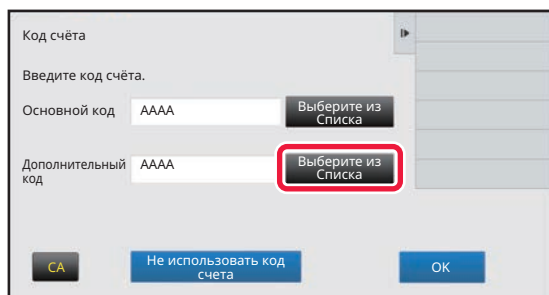 Код счёта
Введите код счёта.
Основной код AAAA Выберите из
Списка
Дополнительный
код AAAA Выберите из
Списка
CA Не использовать код
счета OK